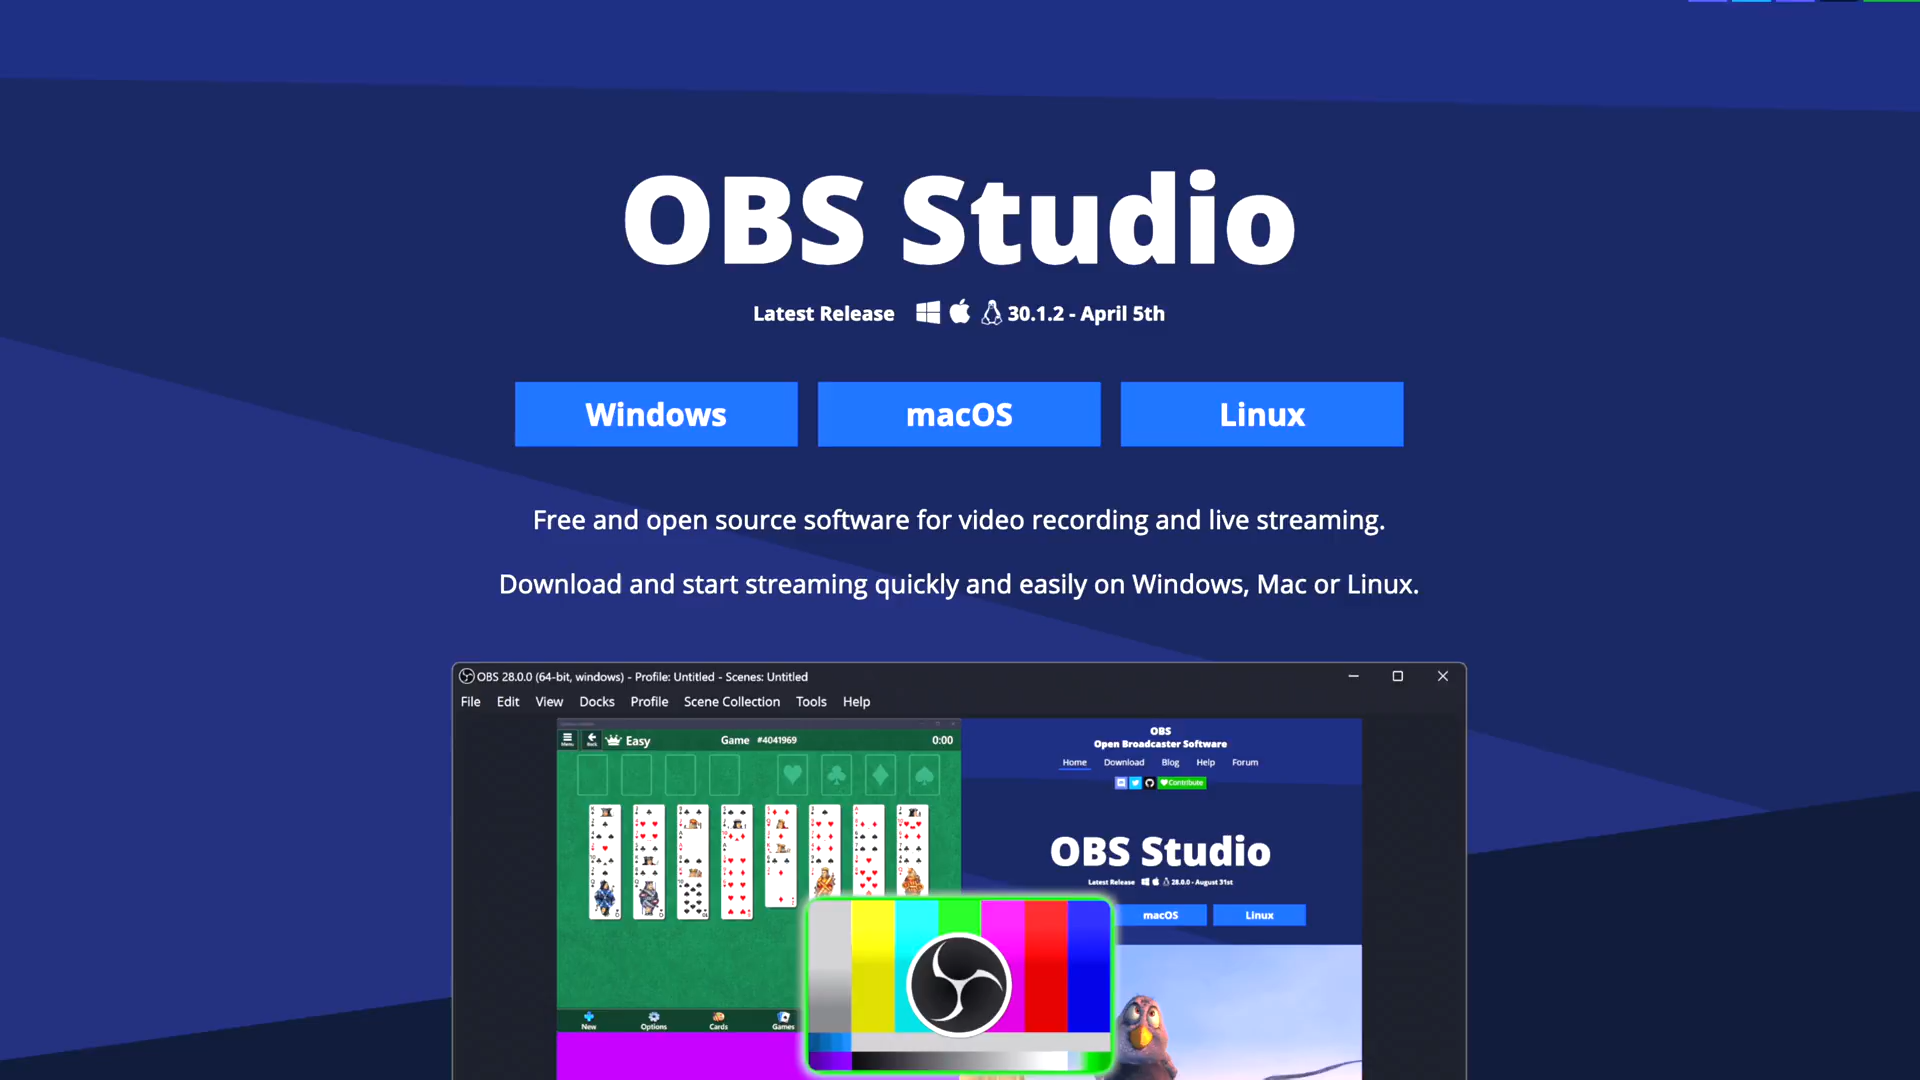 OBS Studio
Latest Release 30.1.2 - April 5th
Windows macOS Linux
Free and open source software for video recording and live streaming.
Download and start streaming quickly and easily on Windows, Mac or Linux.
OBS 28.0.0 (64-bit, windows) - Profile: Untitled - Scenes: Untitled
File Edit View Docks Profile Scene Collection Tools Help
Menu Back Easy Game #4041969 0:00
OBS
Open Broadcaster Software
Home Download Blog Help Forum
Contribute
OBS Studio
Latest Release 28.0.0 - August 31st
macOS Linux
New Options Cards Games